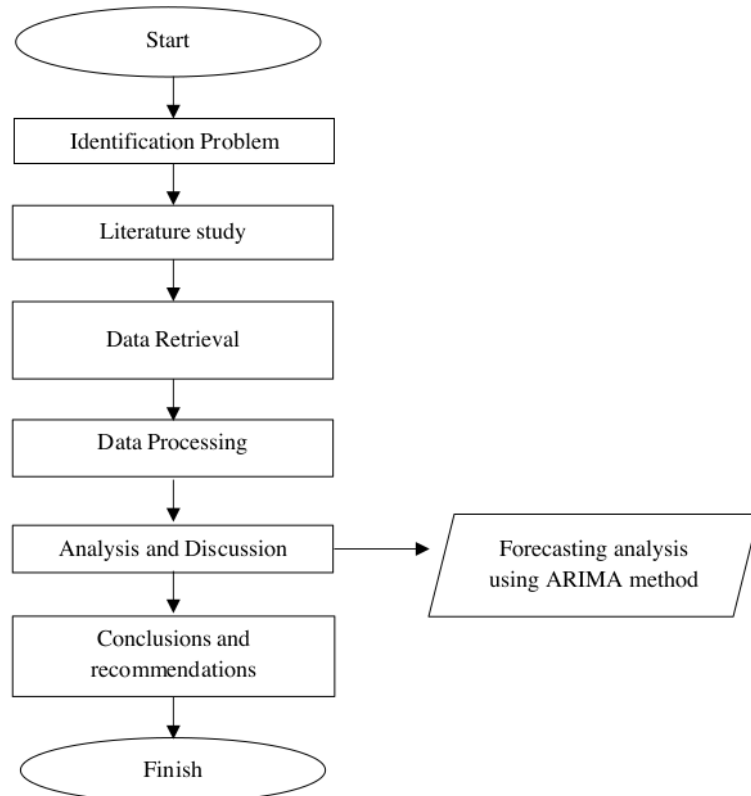 Start
Identification Problem
Literature study
Data Retrieval
Data Processing
Analysis and Discussion
Forecasting analysis
using ARIMA method
Conclusions and
recommendations
Finish